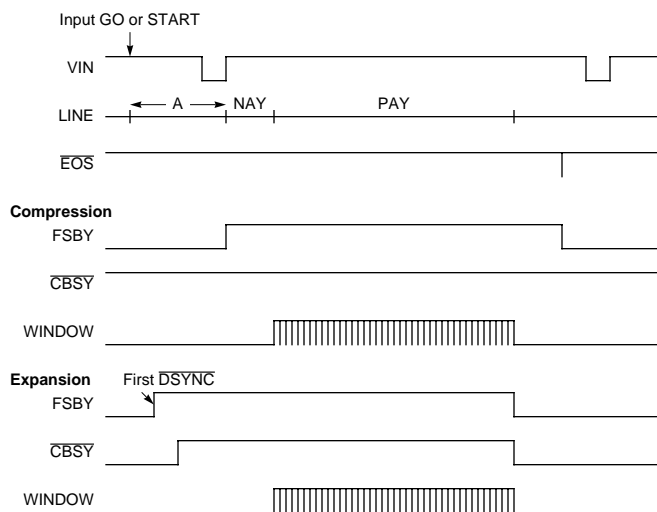 Input GO or START
VIN
LINE A NAY PAY
EOS
Compression
FSBY
CBSY
WINDOW
Expansion First DSYNC
FSBY
CBSY
WINDOW